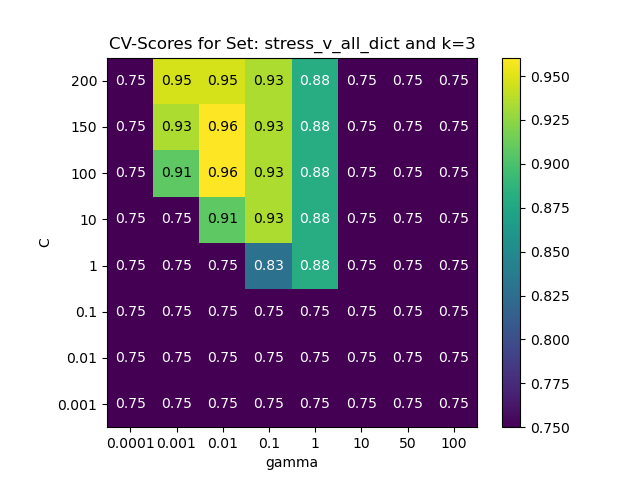 CV-Scores for Set: stress_v_all_dict and k=3
200 0.75 0.95 0.95 0.93 0.88 0.75 0.75 0.75
150 0.75 0.93 0.96 0.93 0.88 0.75 0.75 0.75
100 0.75 0.91 0.96 0.93 0.88 0.75 0.75 0.75
10 0.75 0.75 0.91 0.93 0.88 0.75 0.75 0.75
1 0.75 0.75 0.75 0.83 0.88 0.75 0.75 0.75
0.1 0.75 0.75 0.75 0.75 0.75 0.75 0.75 0.75
0.01 0.75 0.75 0.75 0.75 0.75 0.75 0.75 0.75
0.001 0.75 0.75 0.75 0.75 0.75 0.75 0.75 0.75
C
0.0001 0.001 0.01 0.1 1 10 50 100
gamma
0.950
0.925
0.900
0.875
0.850
0.825
0.800
0.775
0.750